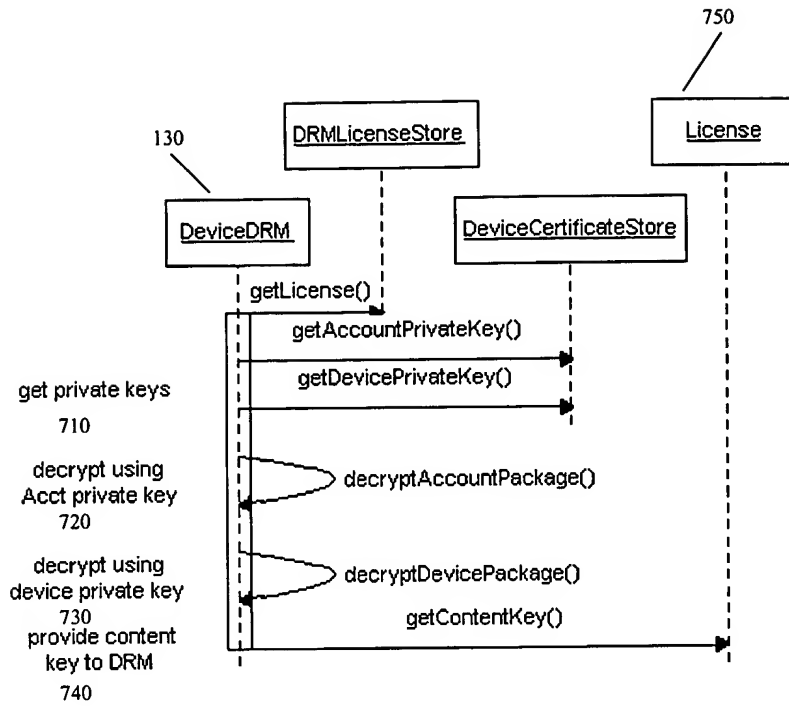 750
DRMLicenseStore
License
130
DeviceDRM
DeviceCertificateStore
getLicense()
getAccountPrivateKey()
getDevicePrivateKey()
get private keys
710
decrypt using
Acct private key
720
decryptAccountPackage()
decrypt using
device private key
730
decryptDevicePackage()
provide content
key to DRM
740
getContentKey()